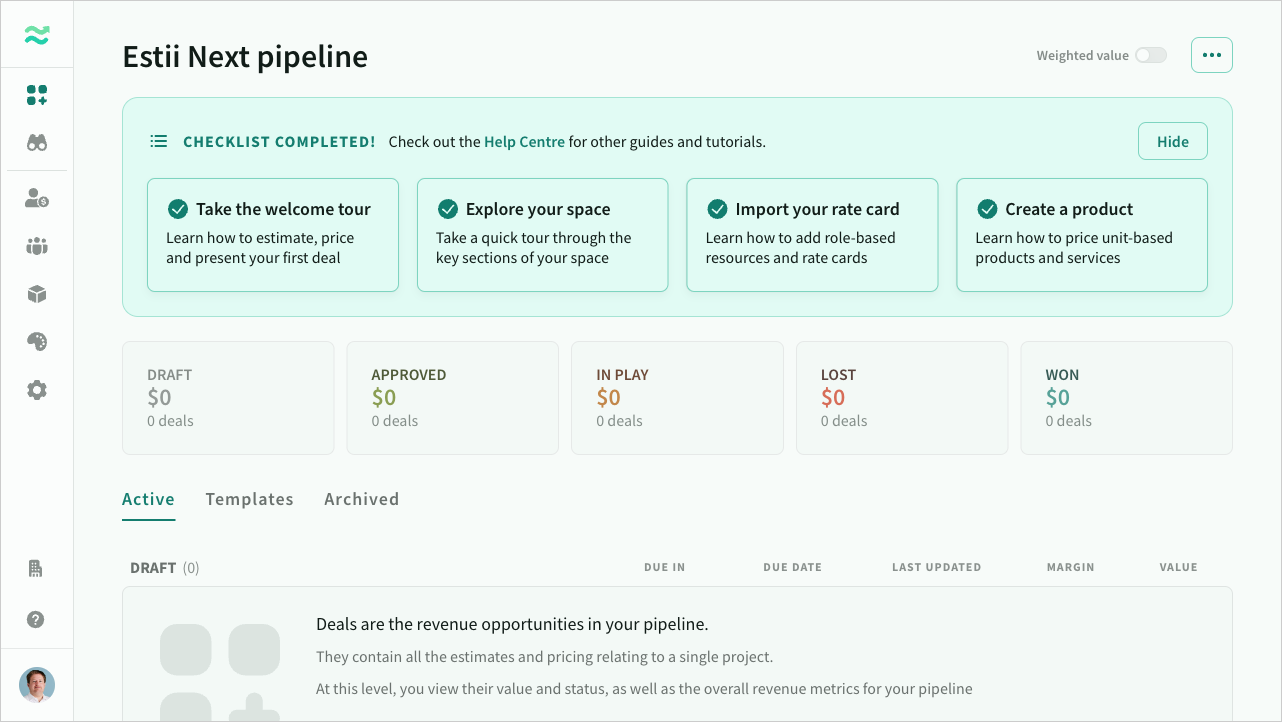 Estii Next pipeline
Weighted value
CHECKLIST COMPLETED! Check out the Help Centre for other guides and tutorials.
Hide
Take the welcome tour
Learn how to estimate, price
and present your first deal
Explore your space
Take a quick tour through the
key sections of your space
Import your rate card
Learn how to add role-based
resources and rate cards
Create a product
Learn how to price unit-based
products and services
DRAFT
$0
0 deals
APPROVED
$0
0 deals
IN PLAY
$0
0 deals
LOST
$0
0 deals
WON
$0
0 deals
Active Templates Archived
DRAFT (0) DUE IN DUE DATE LAST UPDATED MARGIN VALUE
Deals are the revenue opportunities in your pipeline.
They contain all the estimates and pricing relating to a single project.
At this level, you view their value and status, as well as the overall revenue metrics for your pipeline